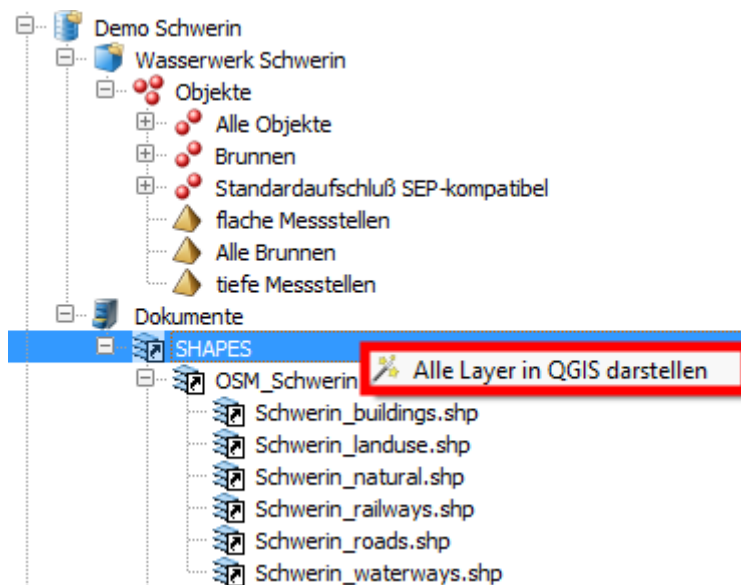 Demo Schwerin
Wasserwerk Schwerin
Objekte
Alle Objekte
Brunnen
Standardaufschluß SEP-kompatibel
flache Messstellen
Alle Brunnen
tiefe Messstellen
Dokumente
SHAPES
Alle Layer in QGIS darstellen
OSM_Schwerin
Schwerin_buildings.shp
Schwerin_landuse.shp
Schwerin_natural.shp
Schwerin_railways.shp
Schwerin_roads.shp
Schwerin_waterways.shp